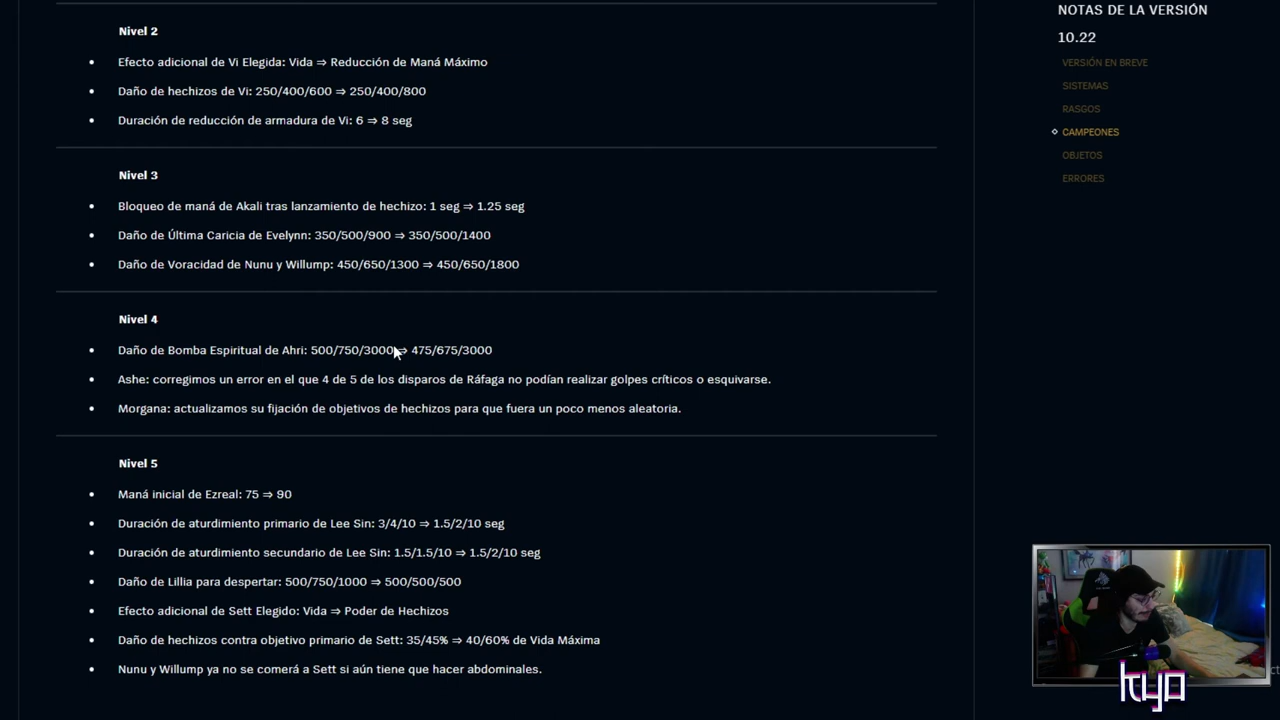 NOTAS DE LA VERSIÓN
10.22
VERSIÓN EN BREVE
SISTEMAS
RASGOS
CAMPEONES
OBJETOS
ERRORES
Nivel 2
Efecto adicional de Vi Elegida: Vida ⇒ Reducción de Maná Máximo
Daño de hechizos de Vi: 250/400/600 ⇒ 250/400/800
Duración de reducción de armadura de Vi: 6 ⇒ 8 seg
Nivel 3
Bloqueo de maná de Akali tras lanzamiento de hechizo: 1 seg ⇒ 1.25 seg
Daño de Última Caricia de Evelynn: 350/500/900 ⇒ 350/500/1400
Daño de Voracidad de Nunu y Willump: 450/650/1300 ⇒ 450/650/1800
Nivel 4
Daño de Bomba Espiritual de Ahri: 500/750/3000 ⇒ 475/675/3000
Ashe: corregimos un error en el que 4 de 5 de los disparos de Ráfaga no podían realizar golpes críticos o esquivarse.
Morgana: actualizamos su fijación de objetivos de hechizos para que fuera un poco menos aleatoria.
Nivel 5
Maná inicial de Ezreal: 75 ⇒ 90
Duración de aturdimiento primario de Lee Sin: 3/4/10 ⇒ 1.5/2/10 seg
Duración de aturdimiento secundario de Lee Sin: 1.5/1.5/10 ⇒ 1.5/2/10 seg
Daño de Lillia para despertar: 500/750/1000 ⇒ 500/500/500
Efecto adicional de Sett Elegido: Vida ⇒ Poder de Hechizos
Daño de hechizos contra objetivo primario de Sett: 35/45% ⇒ 40/60% de Vida Máxima
Nunu y Willump ya no se comerá a Sett si aún tiene que hacer abdominales.